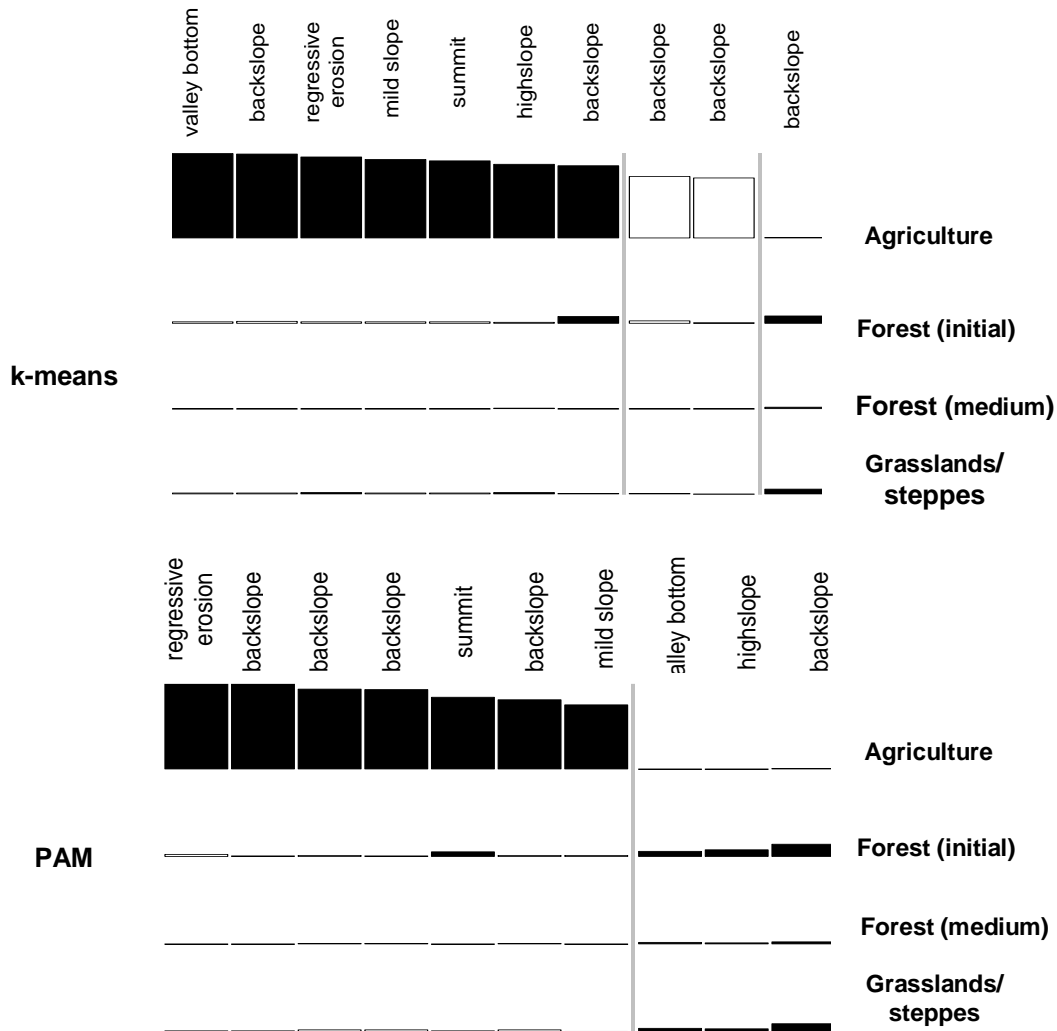 valley bottom
backslope
regressive
erosion
mild slope
summit
highslope
backslope
backslope
backslope
backslope
k-means
Agriculture
Forest (initial)
Forest (medium)
Grasslands/
steppes
regressive
erosion
backslope
backslope
backslope
summit
backslope
mild slope
alley bottom
highslope
backslope
PAM
Agriculture
Forest (initial)
Forest (medium)
Grasslands/
steppes